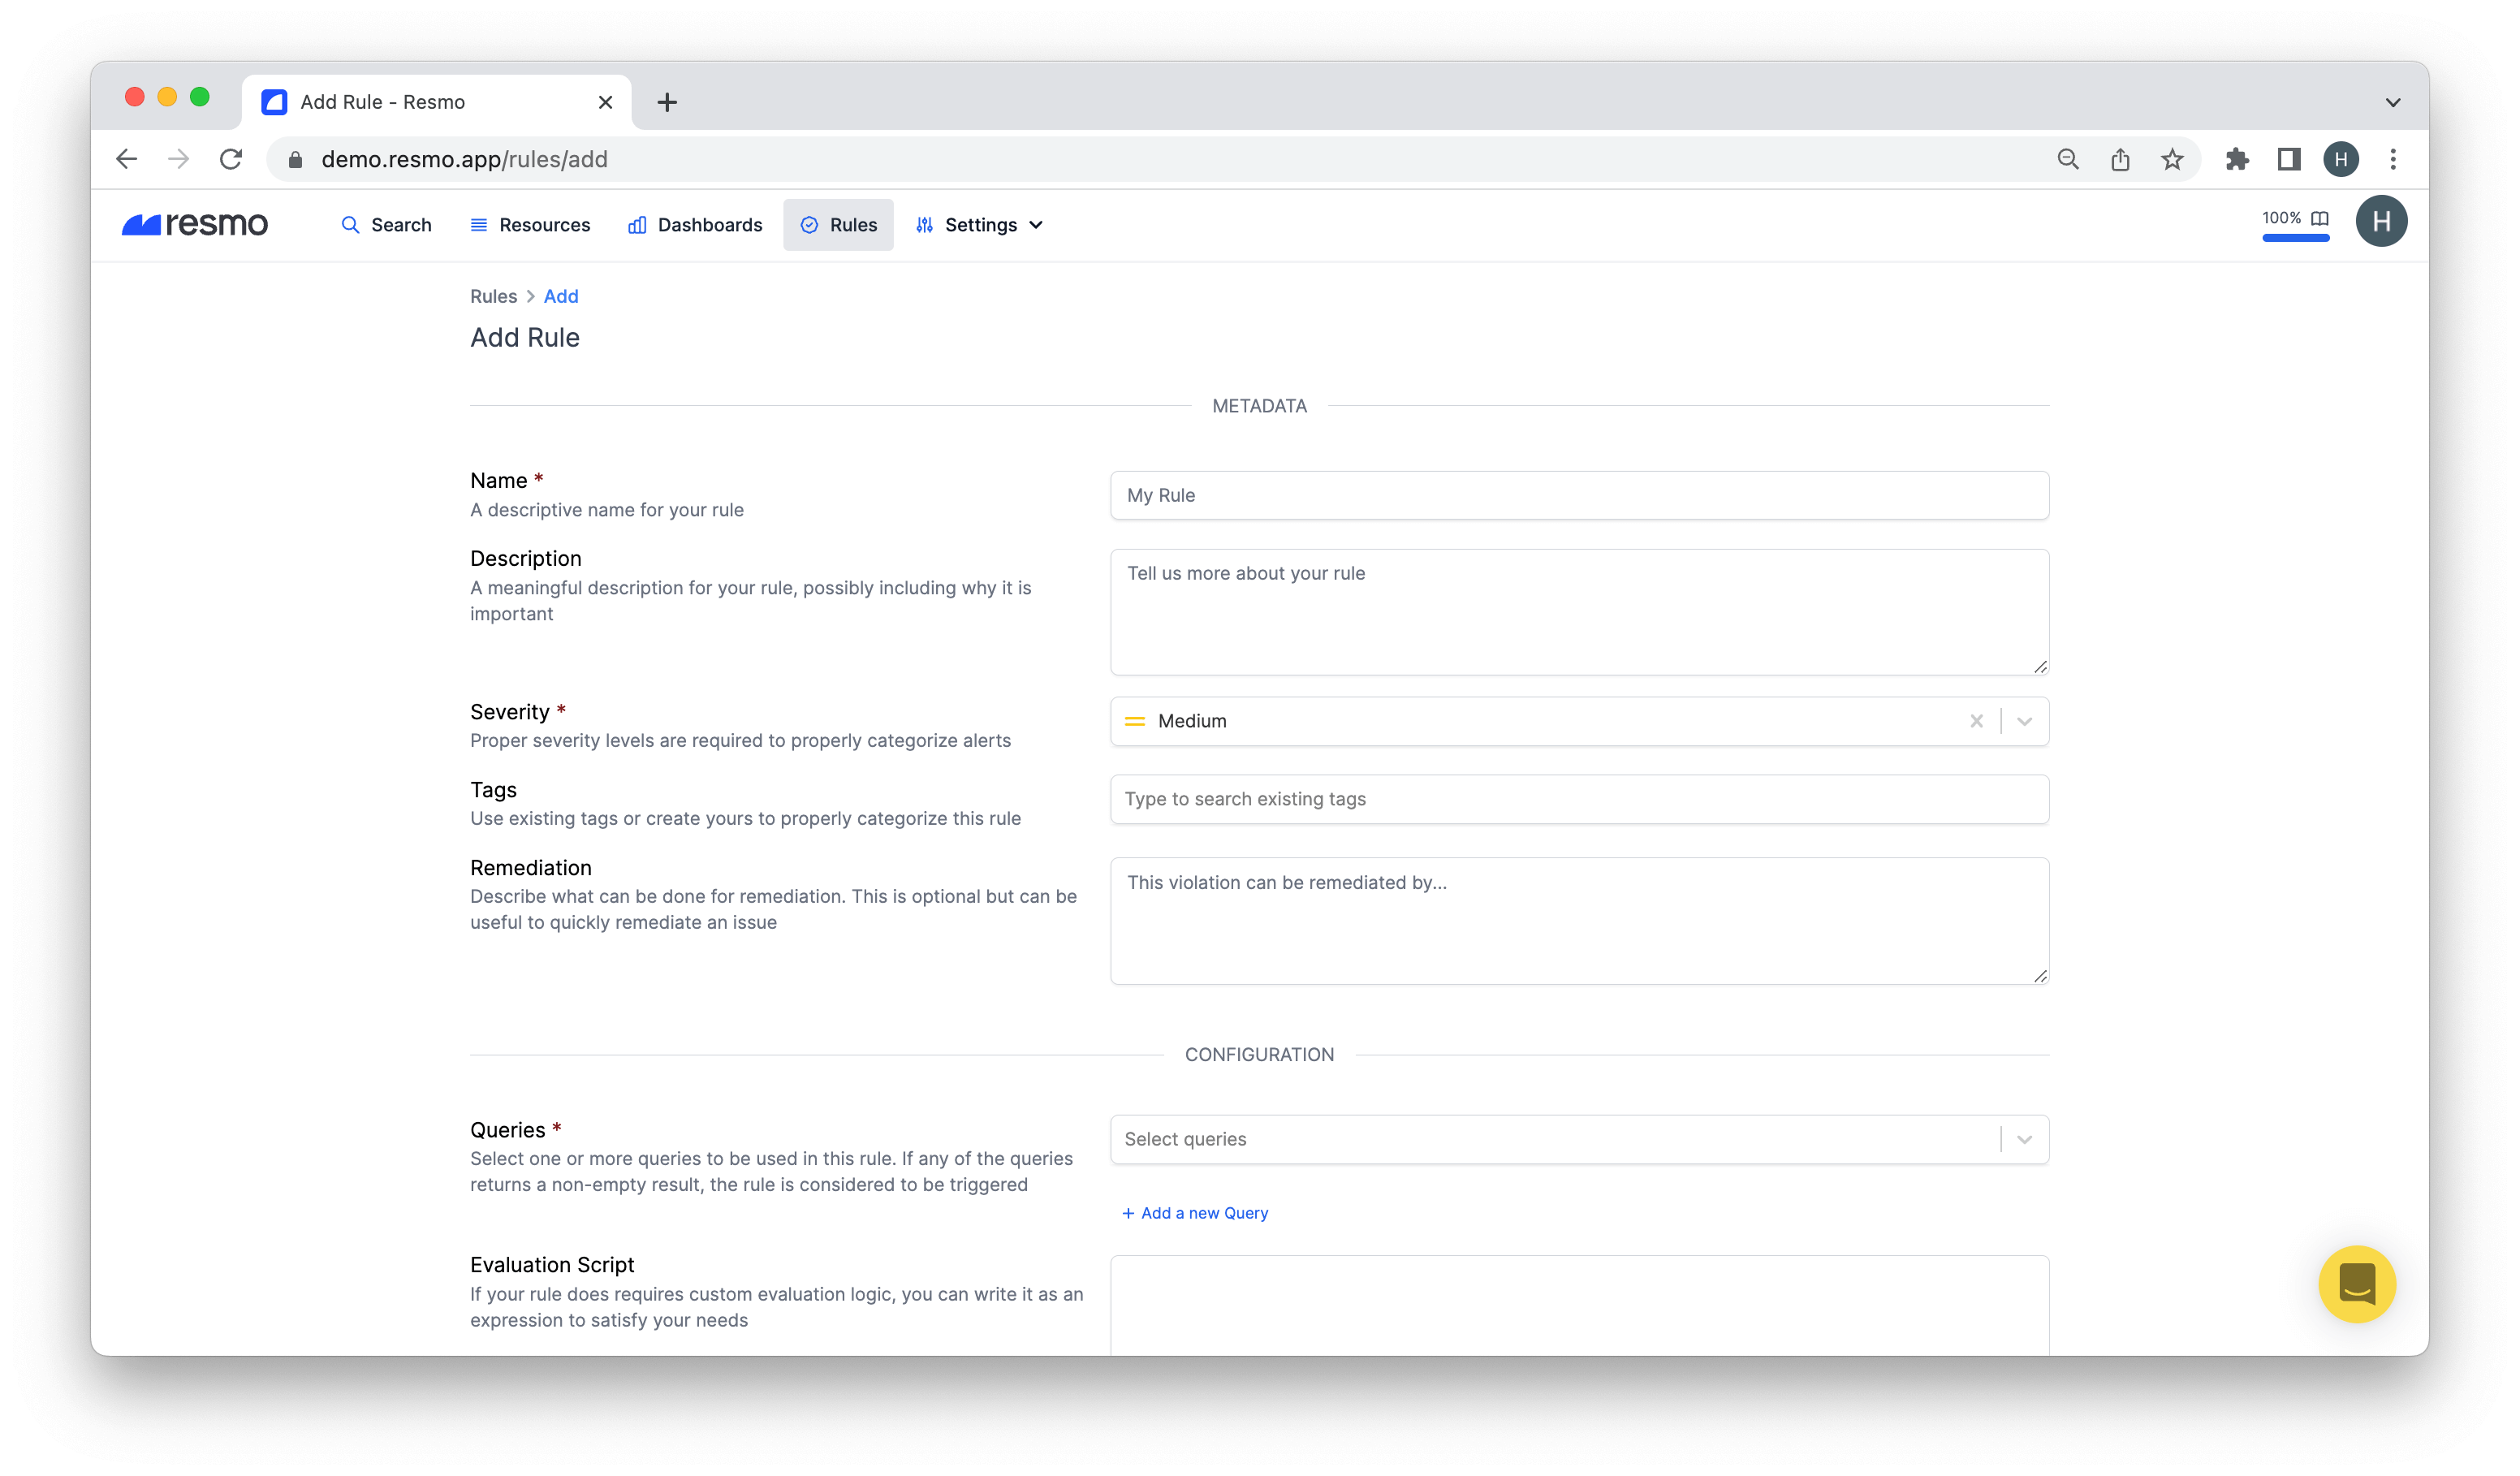 Add Rule - Resmo
demo.resmo.app/rules/add
H
resmo
Search
Resources
Dashboards
Rules
Settings
100%
H
Rules > Add
Add Rule
METADATA
Name *
A descriptive name for your rule
My Rule
Description
A meaningful description for your rule, possibly including why it is
important
Tell us more about your rule
Severity *
Proper severity levels are required to properly categorize alerts
Medium
Tags
Use existing tags or create yours to properly categorize this rule
Type to search existing tags
Remediation
Describe what can be done for remediation. This is optional but can be
useful to quickly remediate an issue
This violation can be remediated by...
CONFIGURATION
Queries *
Select one or more queries to be used in this rule. If any of the queries
returns a non-empty result, the rule is considered to be triggered
Select queries
+ Add a new Query
Evaluation Script
If your rule does requires custom evaluation logic, you can write it as an
expression to satisfy your needs